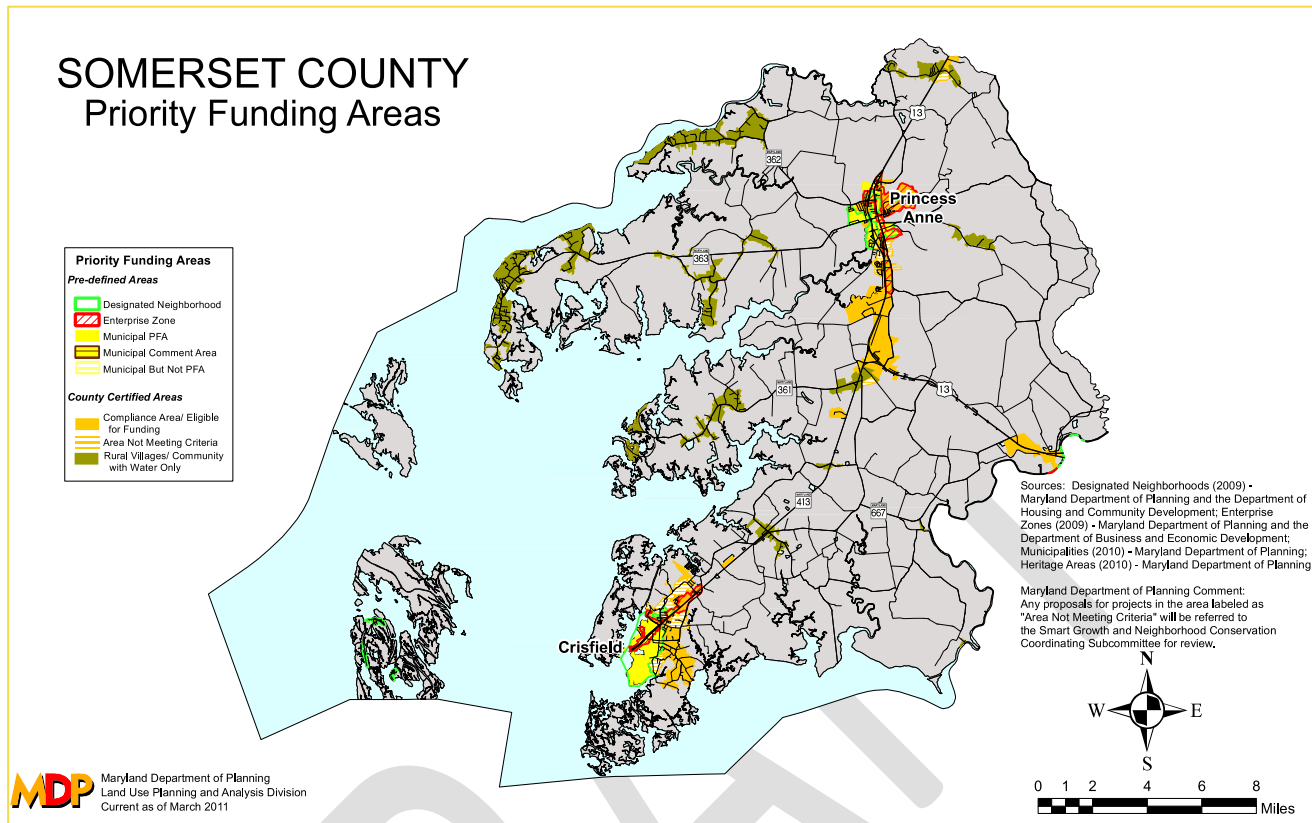 SOMERSET COUNTY
Priority Funding Areas
Priority Funding Areas
Pre-defined Areas
Designated Neighborhood
Enterprise Zone
Municipal PFA
Municipal Comment Area
Municipal But Not PFA
County Certified Areas
Compliance Area/ Eligible
for Funding
Area Not Meeting Criteria
Rural Villages/ Community
with Water Only
13
MARYLAND
362
Princess
Anne
MARYLAND
363
MARYLAND
361
13
MARYLAND
413
MARYLAND
667
Crisfield
Sources: Designated Neighborhoods (2009) -
Maryland Department of Planning and the Department of
Housing and Community Development; Enterprise
Zones (2009) - Maryland Department of Planning and the
Department of Business and Economic Development;
Municipalities (2010) - Maryland Department of Planning;
Heritage Areas (2010) - Maryland Department of Planning
Maryland Department of Planning Comment:
Any proposals for projects in the area labeled as
"Area Not Meeting Criteria" will be referred to
the Smart Growth and Neighborhood Conservation
Coordinating Subcommittee for review.
N
W E
S
0 1 2 4 6 8
Miles
MDP
Maryland Department of Planning
Land Use Planning and Analysis Division
Current as of March 2011